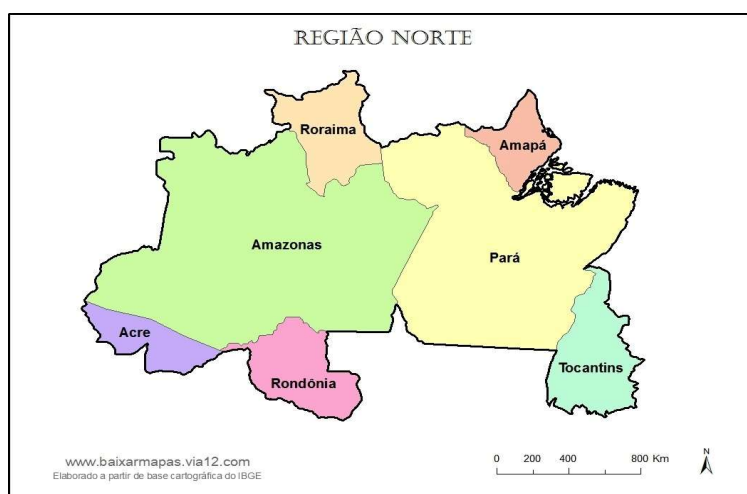 REGIÃO NORTE
Roraima
Amapá
Amazonas
Pará
Acre
Rondônia
Tocantins
www.baixarmapas.via12.com
Elaborado a partir de base cartográfica do IBGE
0 200 400 800 Km
N